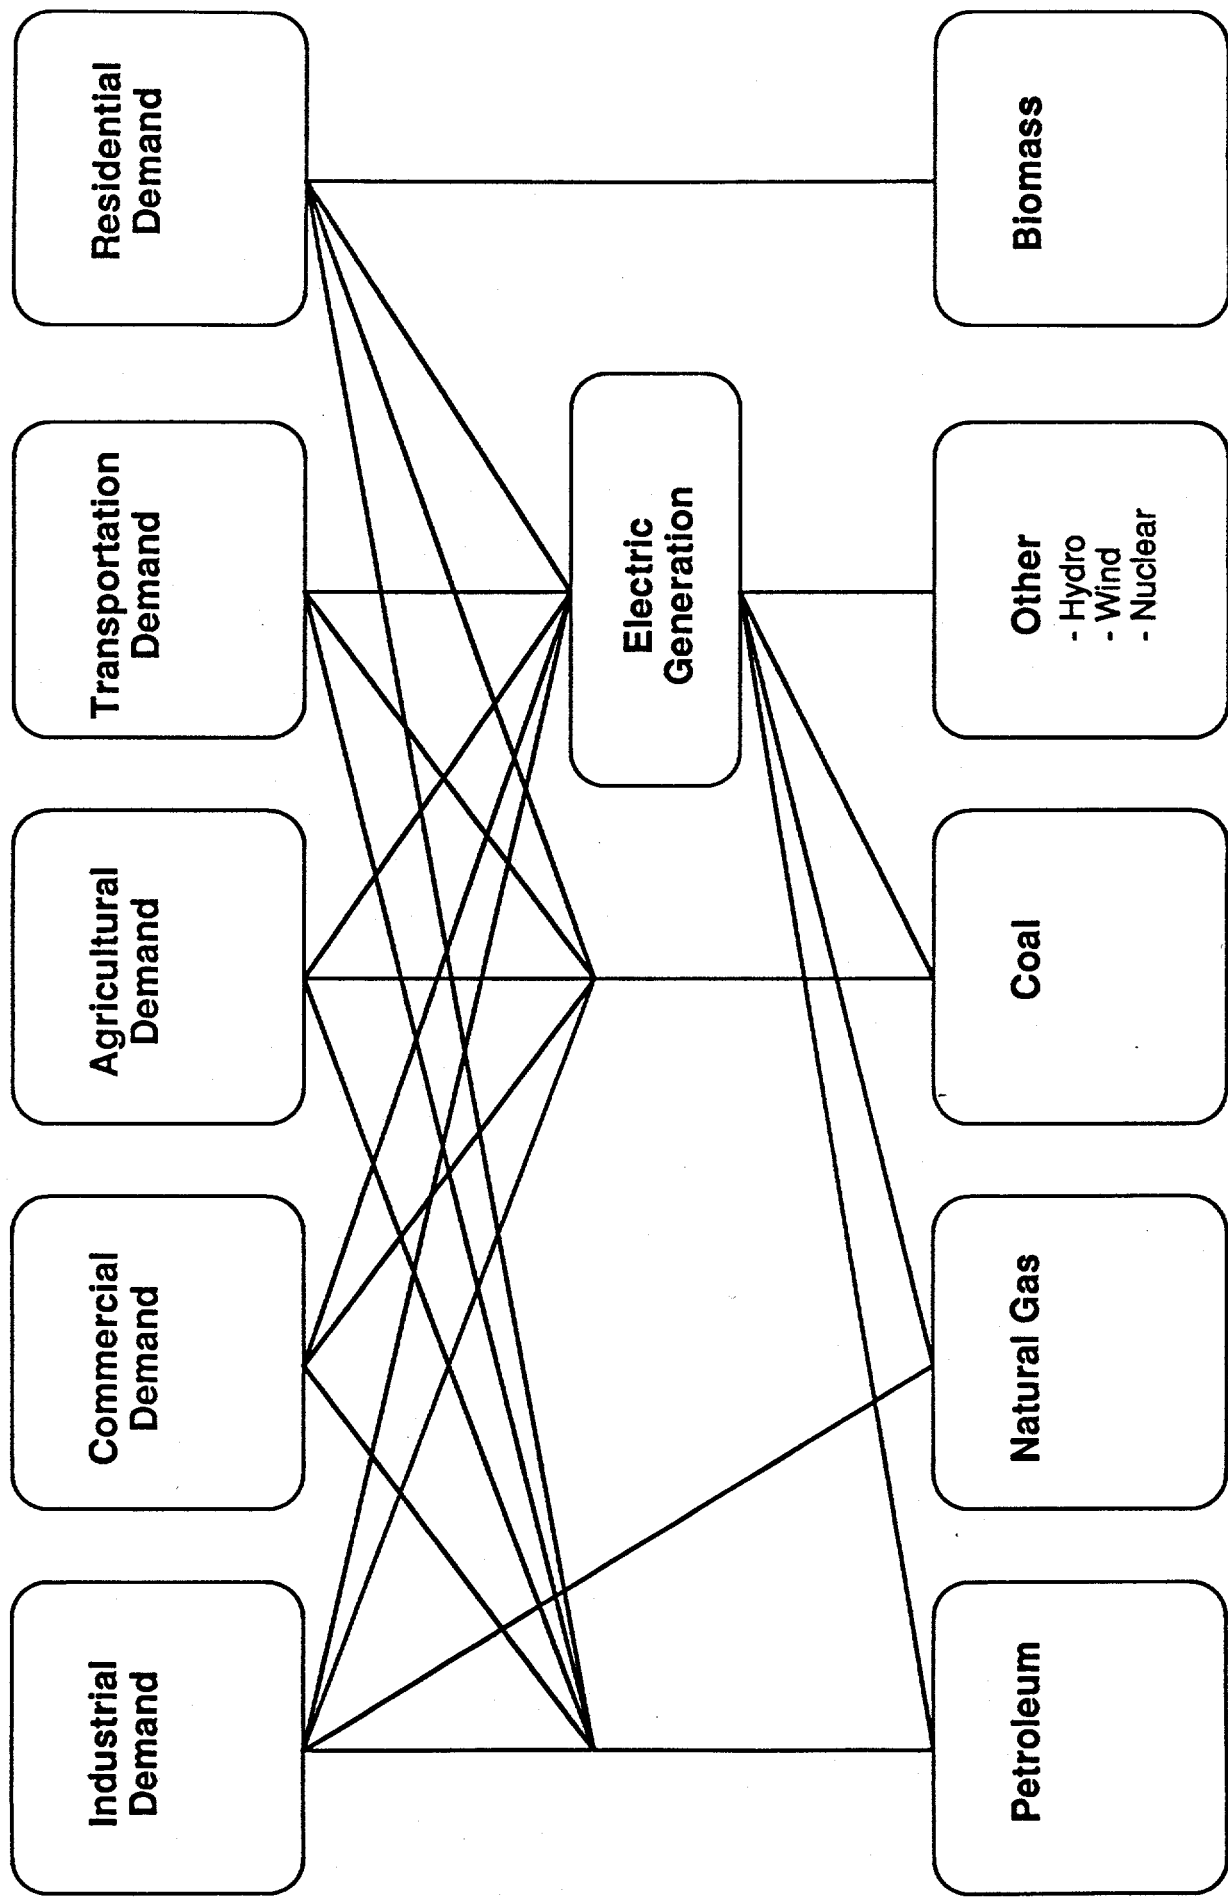 Industrial
Demand
Commercial
Demand
Agricultural
Demand
Transportation
Demand
Residential
Demand
Electric
Generation
Petroleum
Natural Gas
Coal
Other
- Hydro
- Wind
- Nuclear
Biomass